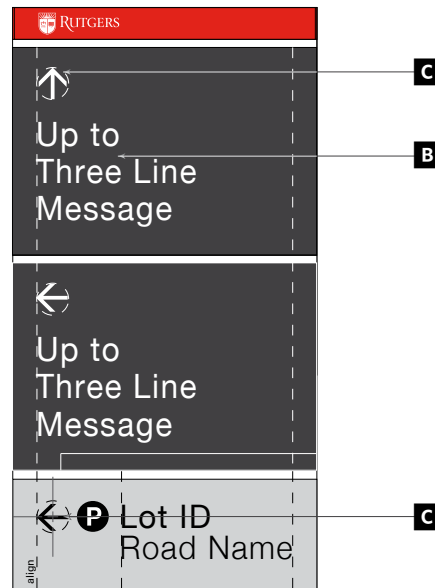 RUTGERS
C
Up to
Three Line
Message
B
Up to
Three Line
Message
P Lot ID
C
Road Name
align